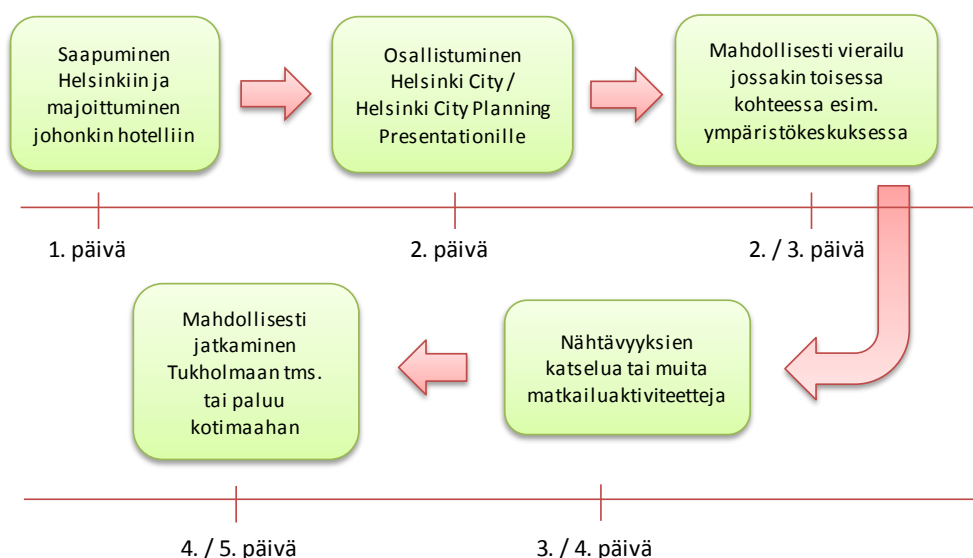 Saapuminen
Helsinkiin ja
majoittuminen
johonkin hotelliin
Osallistuminen
Helsinki City /
Helsinki City Planning
Presentationille
Mahdollisesti vierailu
jossakin toisessa
kohteessa esim.
ympäristökeskuksessa
1. päivä
2. päivä
2. / 3. päivä
Nähtävyyksien
katselua tai muita
matkailuaktiviteetteja
Mahdollisesti
jatkaminen
Tukholmaan tms.
tai paluu
kotimaahan
4. / 5. päivä
3. / 4. päivä